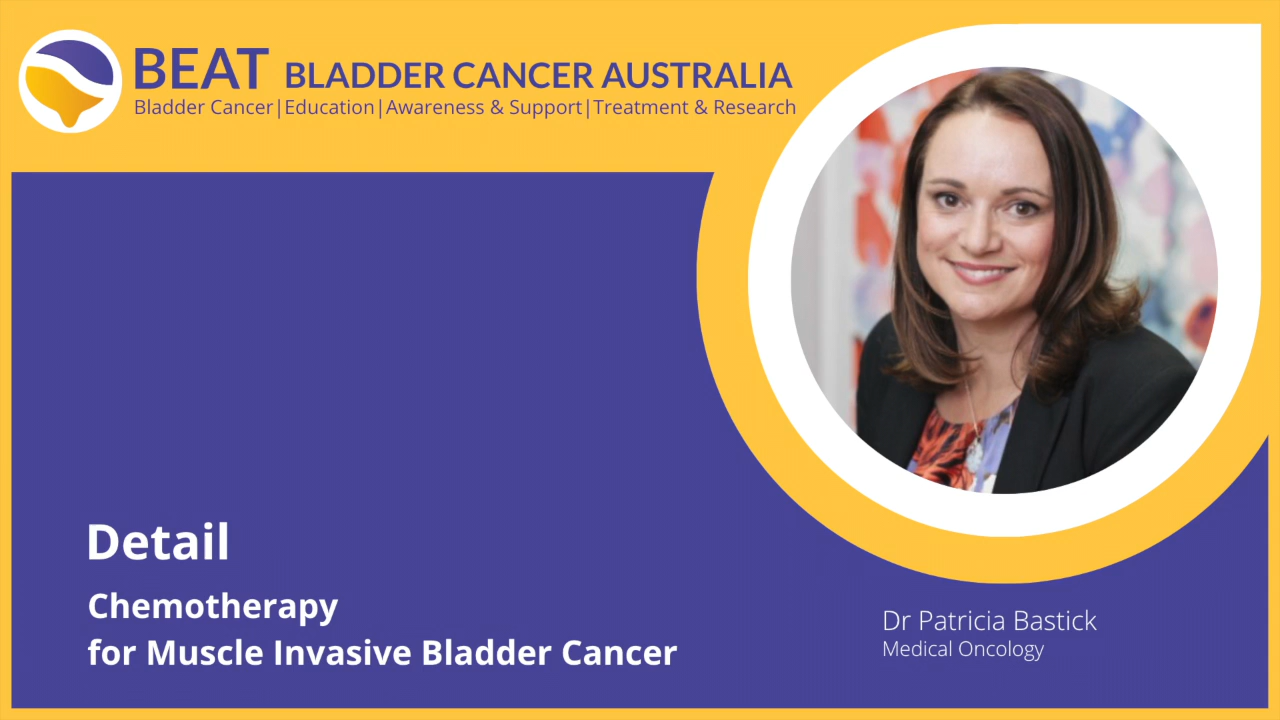 BEAT BLADDER CANCER AUSTRALIA
Bladder Cancer|Education|Awareness & Support|Treatment & Research
Detail
Chemotherapy
for Muscle Invasive Bladder Cancer
Dr Patricia Bastick
Medical Oncology